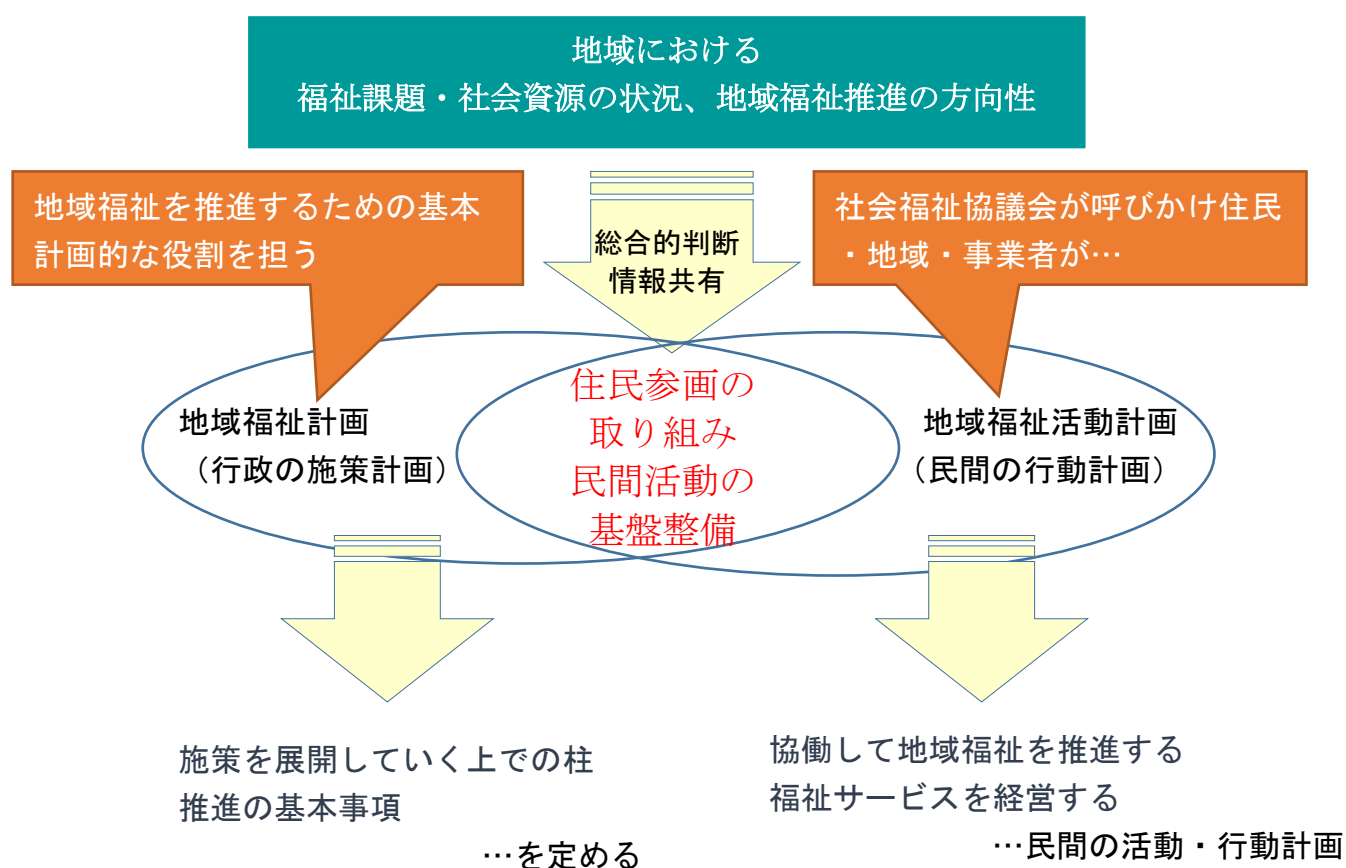 地域における
福祉課題・社会資源の状況、地域福祉推進の方向性
地域福祉を推進するための基本
計画的な役割を担う
総合的判断
情報共有
社会福祉協議会が呼びかけ住民
・地域・事業者が…
地域福祉計画
（行政の施策計画）
住民参画の
取り組み
民間活動の
基盤整備
地域福祉活動計画
（民間の行動計画）
施策を展開していく上での柱
推進の基本事項
…を定める
協働して地域福祉を推進する
福祉サービスを経営する
…民間の活動・行動計画